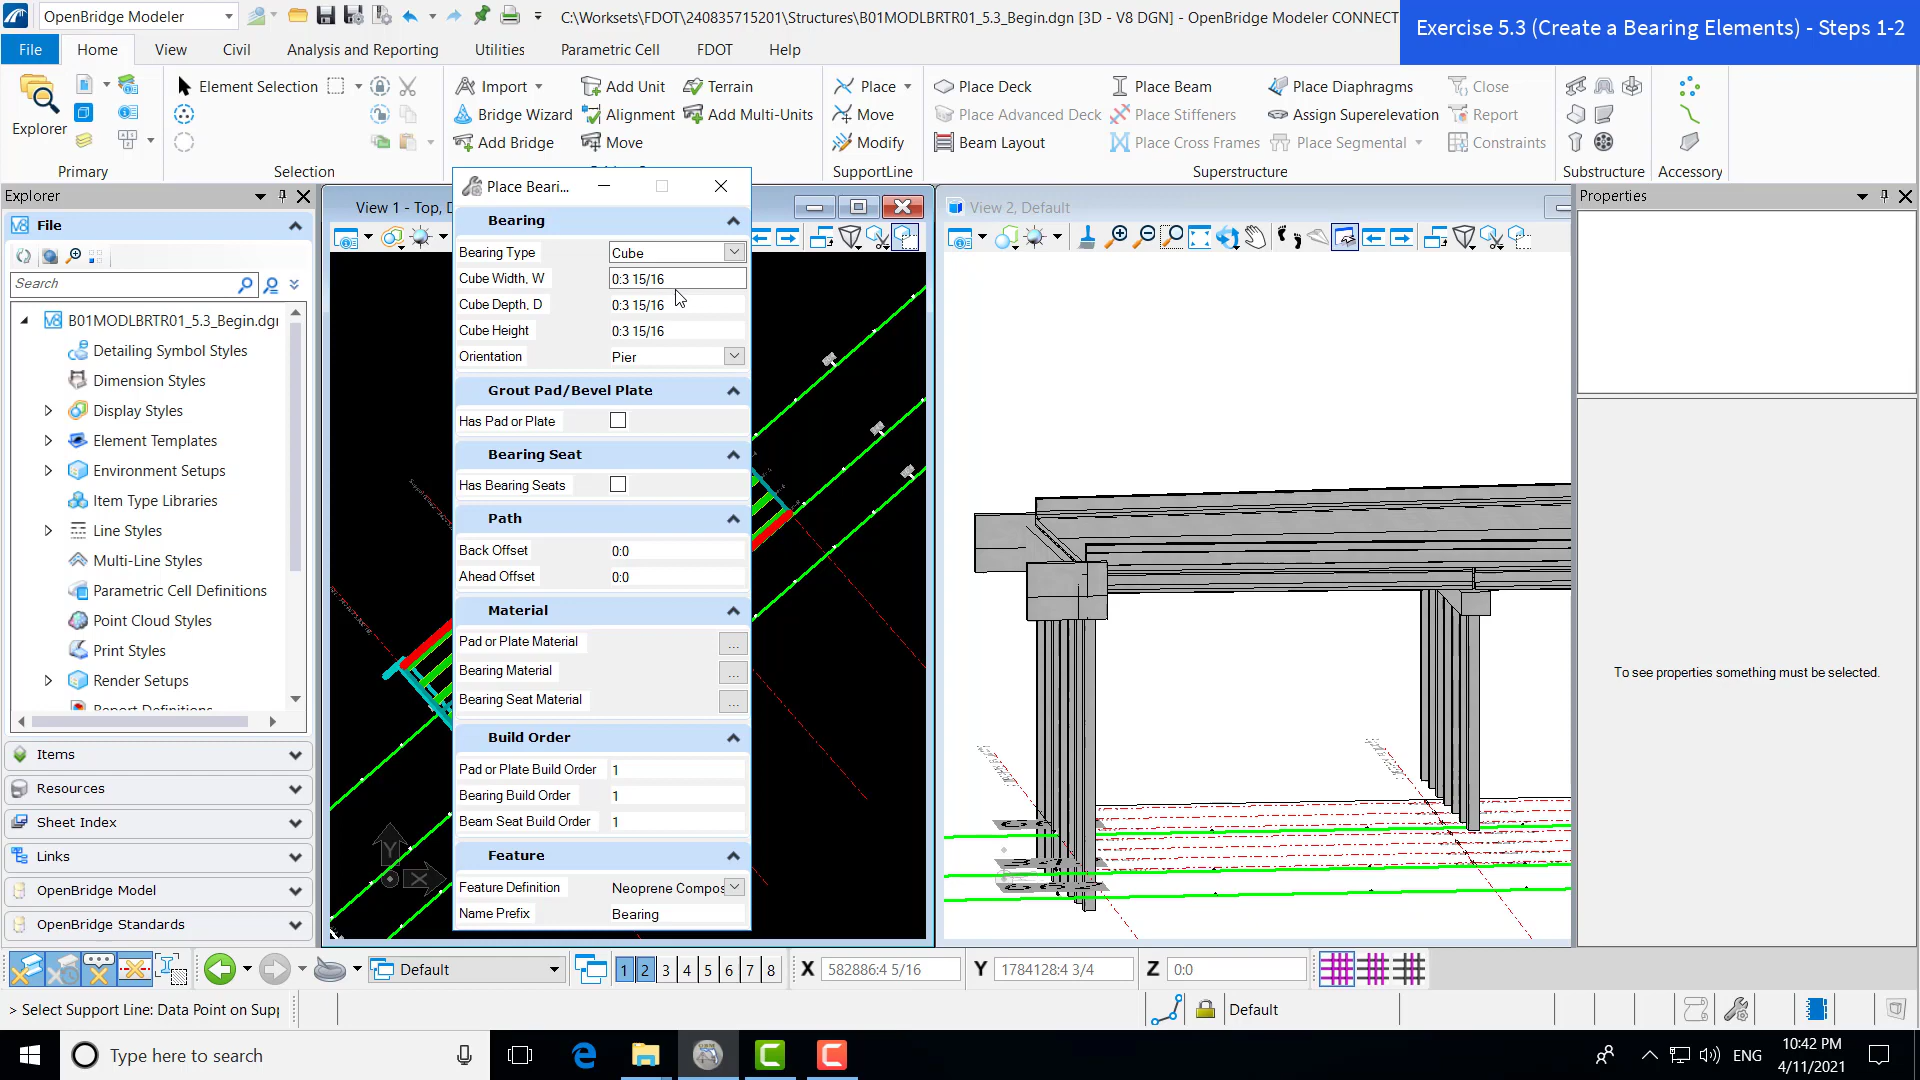 OpenBridge Modeler
C:\Worksets\FDOT\240835715201\Structures\B01MODLBRTR01_5.3_Begin.dgn [3D - V8 DGN] - OpenBridge Modeler CONNECT
Exercise 5.3 (Create a Bearing Elements) - Steps 1-2
File Home View Civil Analysis and Reporting Utilities Parametric Cell FDOT Help
Explorer
Element Selection
Import
Bridge Wizard
Add Bridge
Add Unit
Alignment
Move
Terrain
Add Multi-Units
Place
Move
Modify
Place Deck
Place Advanced Deck
Beam Layout
Place Beam
Place Stiffeners
Place Cross Frames
Place Diaphragms
Assign Superelevation
Place Segmental
Close
Report
Constraints
Primary Selection SupportLine Superstructure Substructure Accessory
Explorer
File
Search
B01MODLBRTR01_5.3_Begin.dgn
Detailing Symbol Styles
Dimension Styles
Display Styles
Element Templates
Environment Setups
Item Type Libraries
Line Styles
Multi-Line Styles
Parametric Cell Definitions
Point Cloud Styles
Print Styles
Render Setups
Report Definitions
Items
Resources
Sheet Index
Links
OpenBridge Model
OpenBridge Standards
View 1 - Top, D
Place Beari...
Bearing
Bearing Type Cube
Cube Width, W 0:3 15/16
Cube Depth, D 0:3 15/16
Cube Height 0:3 15/16
Orientation Pier
Grout Pad/Bevel Plate
Has Pad or Plate
Bearing Seat
Has Bearing Seats
Path
Back Offset 0:0
Ahead Offset 0:0
Material
Pad or Plate Material ...
Bearing Material ...
Bearing Seat Material ...
Build Order
Pad or Plate Build Order 1
Bearing Build Order 1
Beam Seat Build Order 1
Feature
Feature Definition Neoprene Compos
Name Prefix Bearing
Y
X
View 2, Default
Properties
To see properties something must be selected.
Default
1 2 3 4 5 6 7 8
X 582886:4 5/16 Y 1784128:4 3/4 Z 0:0
> Select Support Line: Data Point on Supp
Default
Type here to search
ENG
10:42 PM
4/11/2021